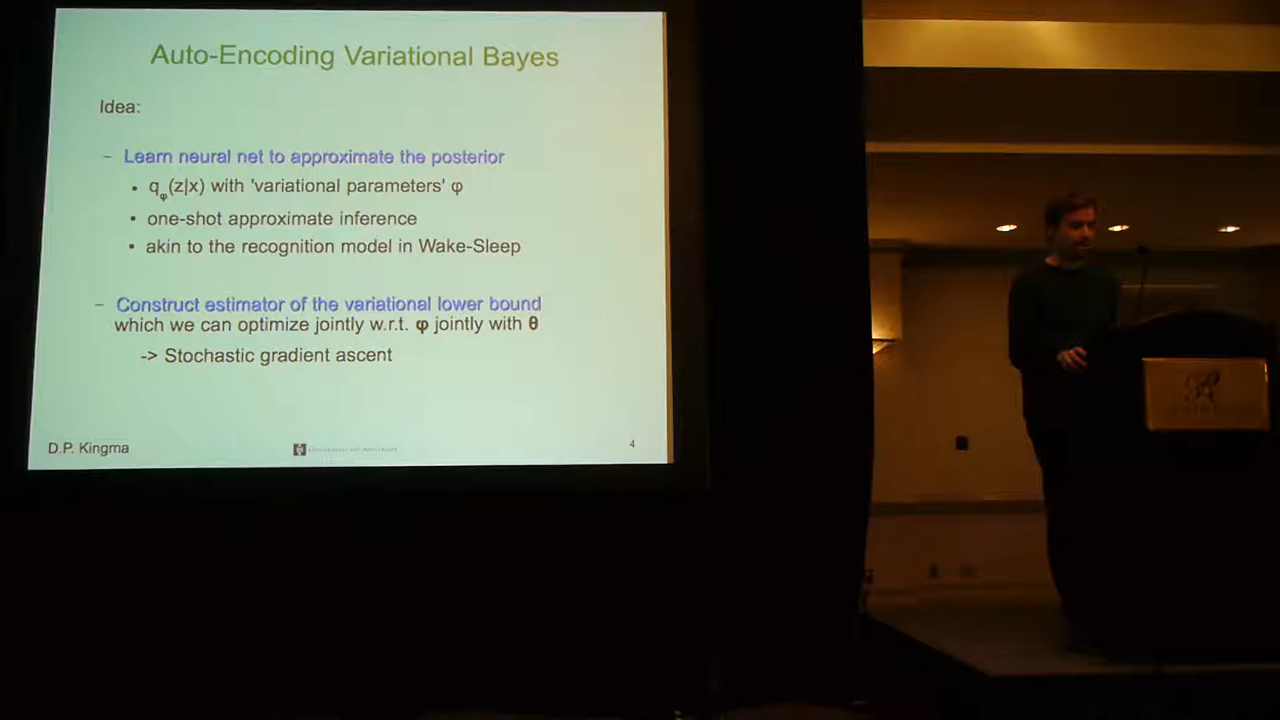 Auto-Encoding Variational Bayes
Idea:
– Learn neural net to approximate the posterior
• qφ(z|x) with 'variational parameters' φ
• one-shot approximate inference
• akin to the recognition model in Wake-Sleep
– Construct estimator of the variational lower bound
which we can optimize jointly w.r.t. φ jointly with θ
-> Stochastic gradient ascent
D.P. Kingma
4